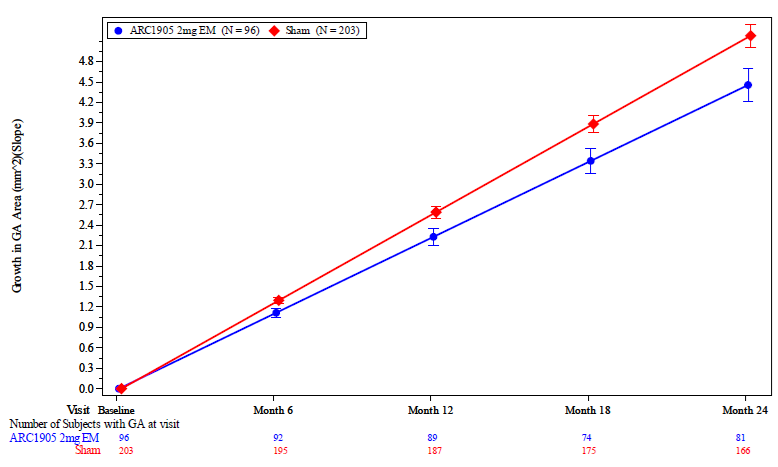 ARC1905 2mg EM (N = 96) Sham (N = 203)
Growth in GA Area (mm^2)(Slope)
4.8
4.5
4.2
3.9
3.6
3.3
3.0
2.7
2.4
2.1
1.8
1.5
1.2
0.9
0.6
0.3
0.0
Visit Baseline Month 6 Month 12 Month 18 Month 24
Number of Subjects with GA at visit
ARC1905 2mg EM 96 92 89 74 81
Sham 203 195 187 175 166